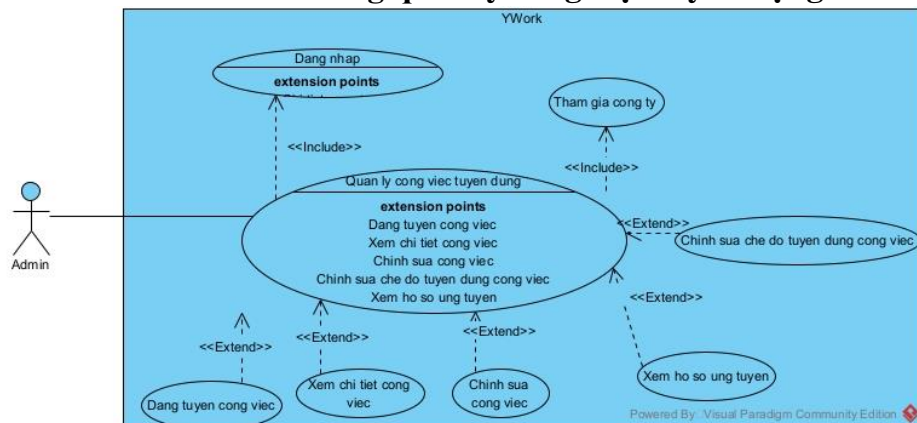 YWork
Dang nhap
extension points
Tham gia cong ty
<<Include>>
<<Include>>
Quan ly cong viec tuyen dung
extension points
Dang tuyen cong viec
Xem chi tiet cong viec
Chinh sua cong viec
Chinh sua che do tuyen dung cong viec
Xem ho so ung tuyen
<<Extend>>
Chinh sua che do tuyen dung cong viec
Admin
<<Extend>>
<<Extend>>
<<Extend>>
<<Extend>>
Dang tuyen cong viec
Xem chi tiet cong
viec
Chinh sua
cong viec
Xem ho so ung tuyen
Powered By Visual Paradigm Community Edition